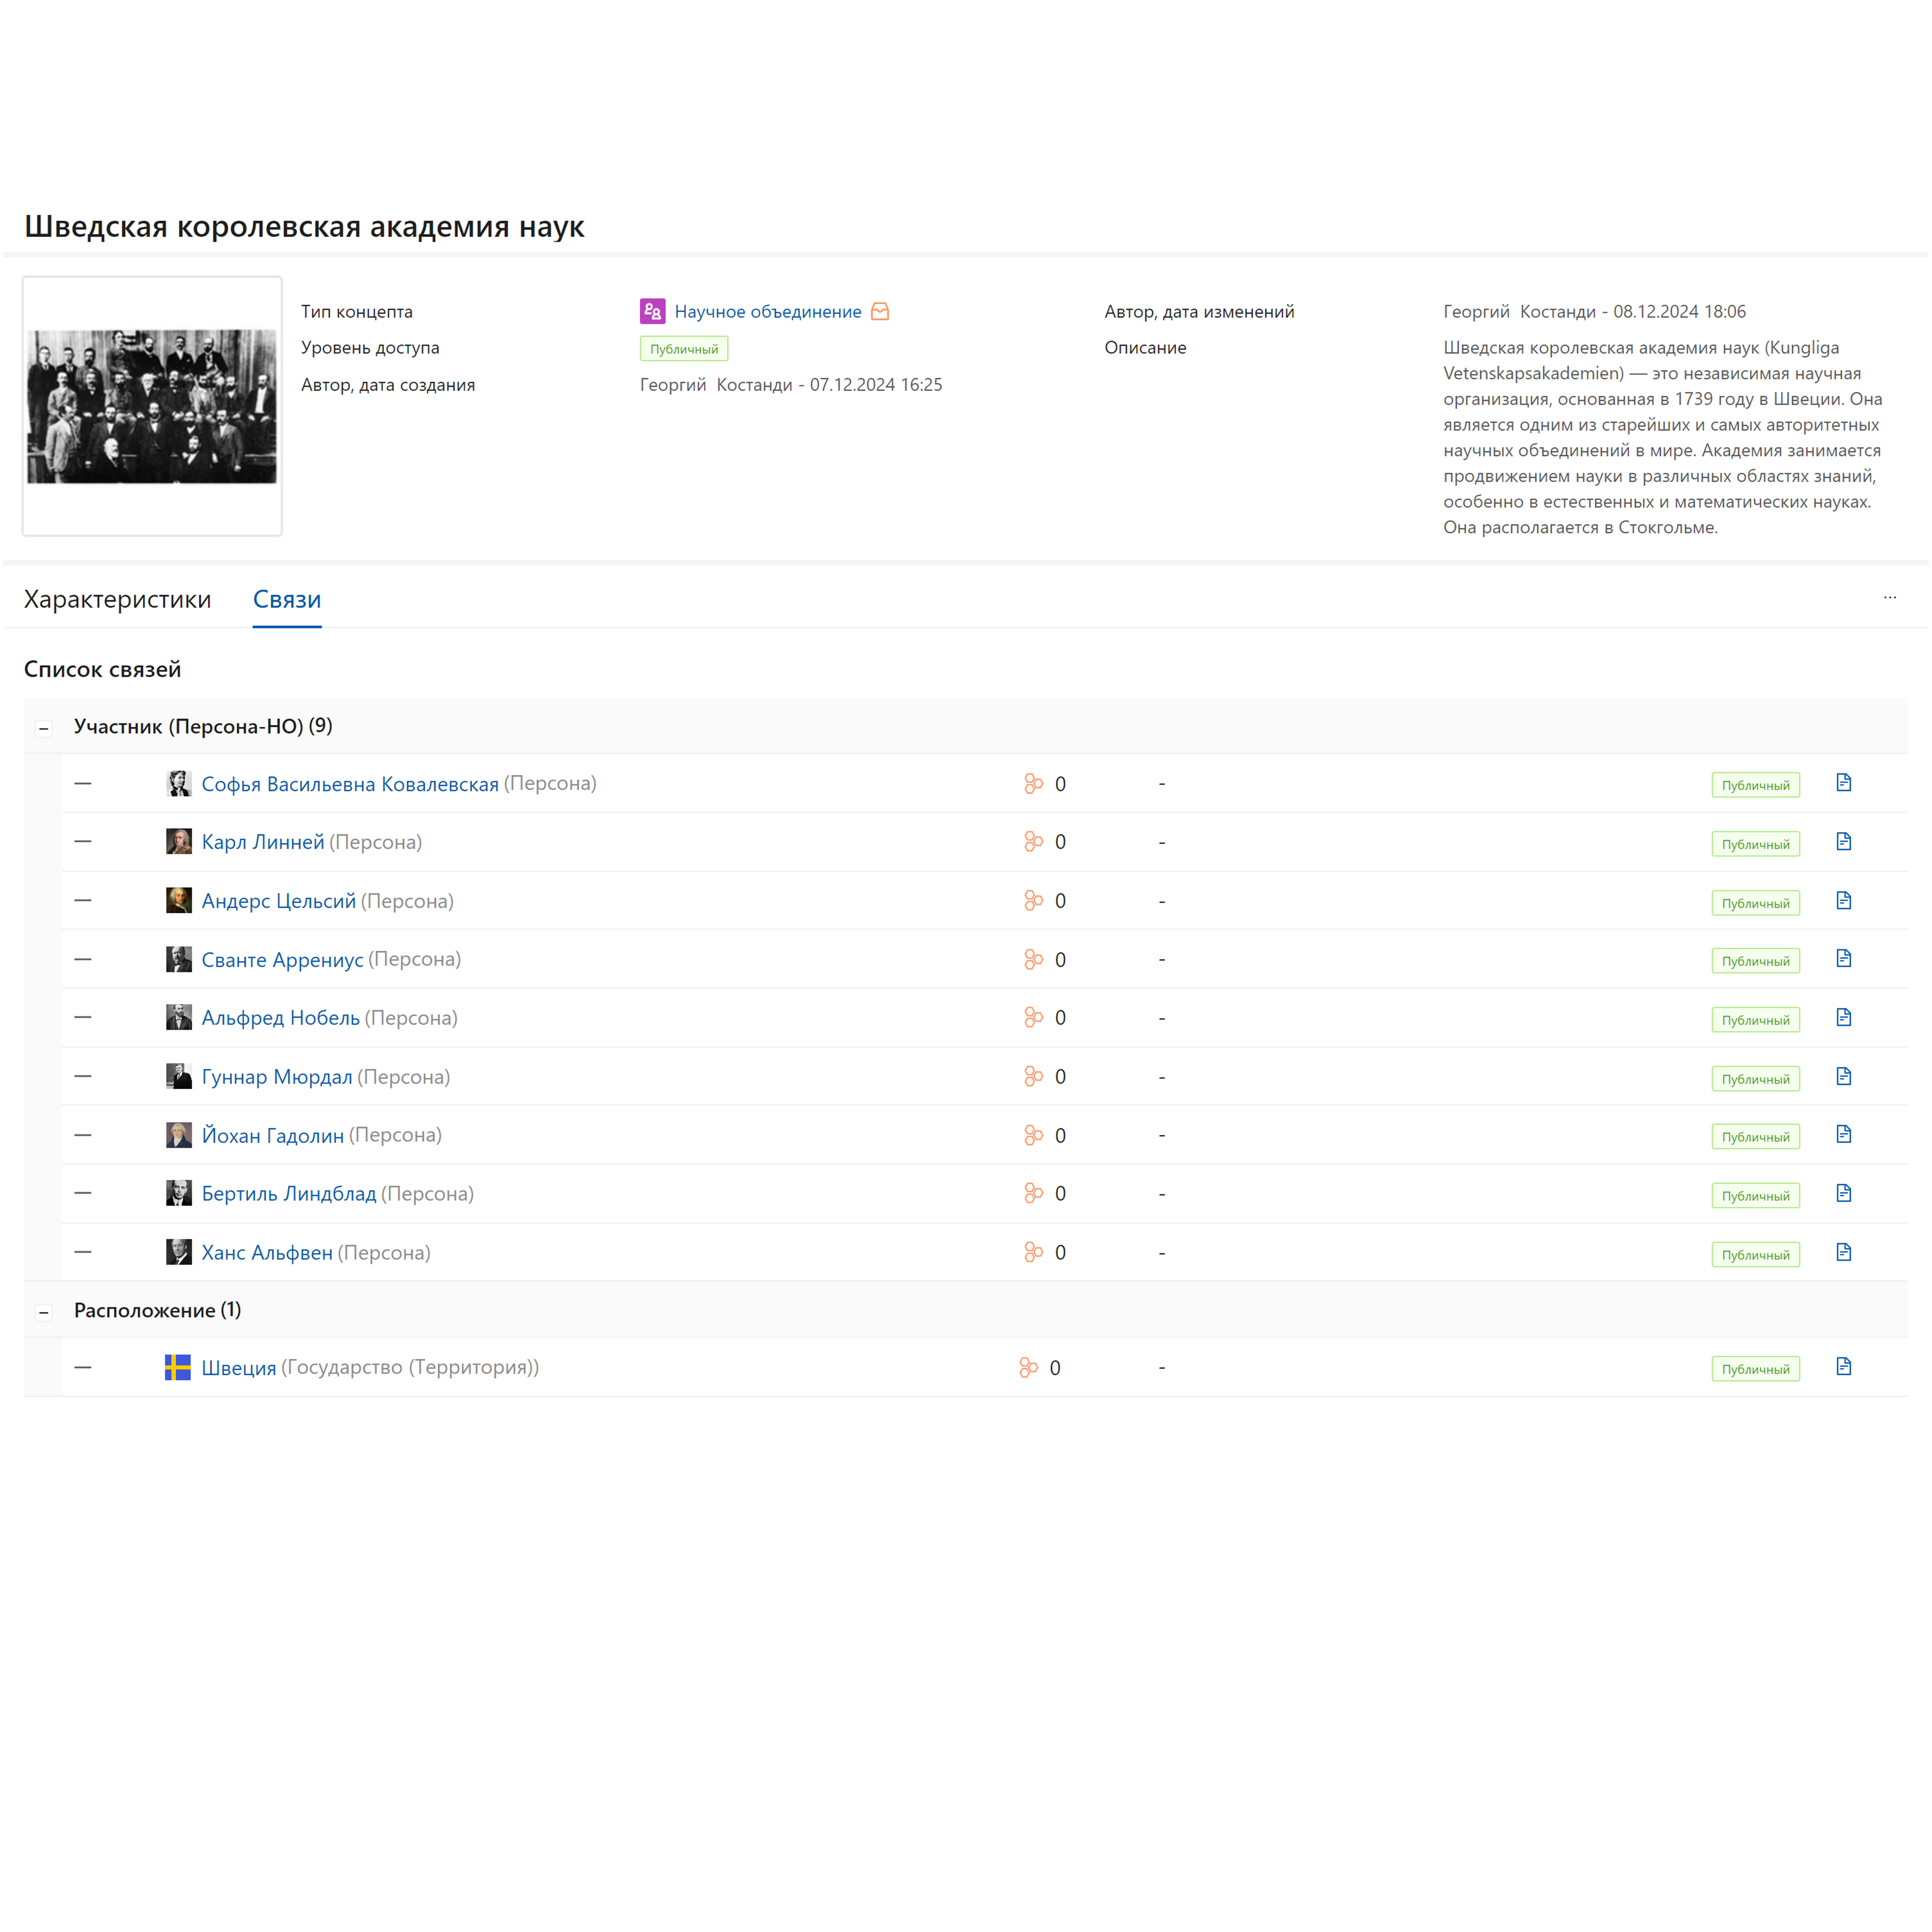 Шведская королевская академия наук
Тип концепта
Научное объединение
Уровень доступа
Публичный
Автор, дата создания
Георгий Костанди - 07.12.2024 16:25
Автор, дата изменений
Георгий Костанди - 08.12.2024 18:06
Описание
Шведская королевская академия наук (Kungliga
Vetenskapsakademien) — это независимая научная
организация, основанная в 1739 году в Швеции. Она
является одним из старейших и самых авторитетных
научных объединений в мире. Академия занимается
продвижением науки в различных областях знаний,
особенно в естественных и математических науках.
Она располагается в Стокгольме.
Характеристики Связи ...
Список связей
Участник (Персона-НО) (9)
— Софья Васильевна Ковалевская (Персона) 0 - Публичный
— Карл Линней (Персона) 0 - Публичный
— Андерс Цельсий (Персона) 0 - Публичный
— Сванте Аррениус (Персона) 0 - Публичный
— Альфред Нобель (Персона) 0 - Публичный
— Гуннар Мюрдал (Персона) 0 - Публичный
— Йохан Гадолин (Персона) 0 - Публичный
— Бертиль Линдблад (Персона) 0 - Публичный
— Ханс Альфвен (Персона) 0 - Публичный
Расположение (1)
— Швеция (Государство (Территория)) 0 - Публичный